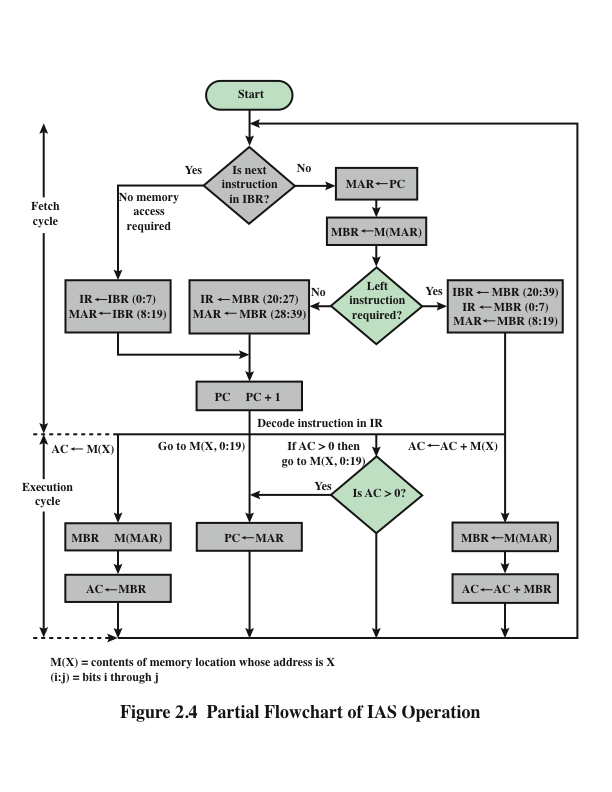 Start
Yes
Is next
instruction
in IBR?
No
MAR←PC
No memory
access
required
Fetch
cycle
MBR←M(MAR)
Left
instruction
required?
No
Yes
IR←IBR (0:7)
MAR←IBR (8:19)
IR←MBR (20:27)
MAR←MBR (28:39)
IBR←MBR (20:39)
IR←MBR (0:7)
MAR←MBR (8:19)
PC PC + 1
Decode instruction in IR
AC← M(X)
Go to M(X, 0:19)
If AC > 0 then
go to M(X, 0:19)
AC←AC + M(X)
Execution
cycle
Yes
Is AC > 0?
MBR M(MAR)
PC←MAR
MBR←M(MAR)
AC←MBR
AC←AC + MBR
M(X) = contents of memory location whose address is X
(i:j) = bits i through j
Figure 2.4 Partial Flowchart of IAS Operation